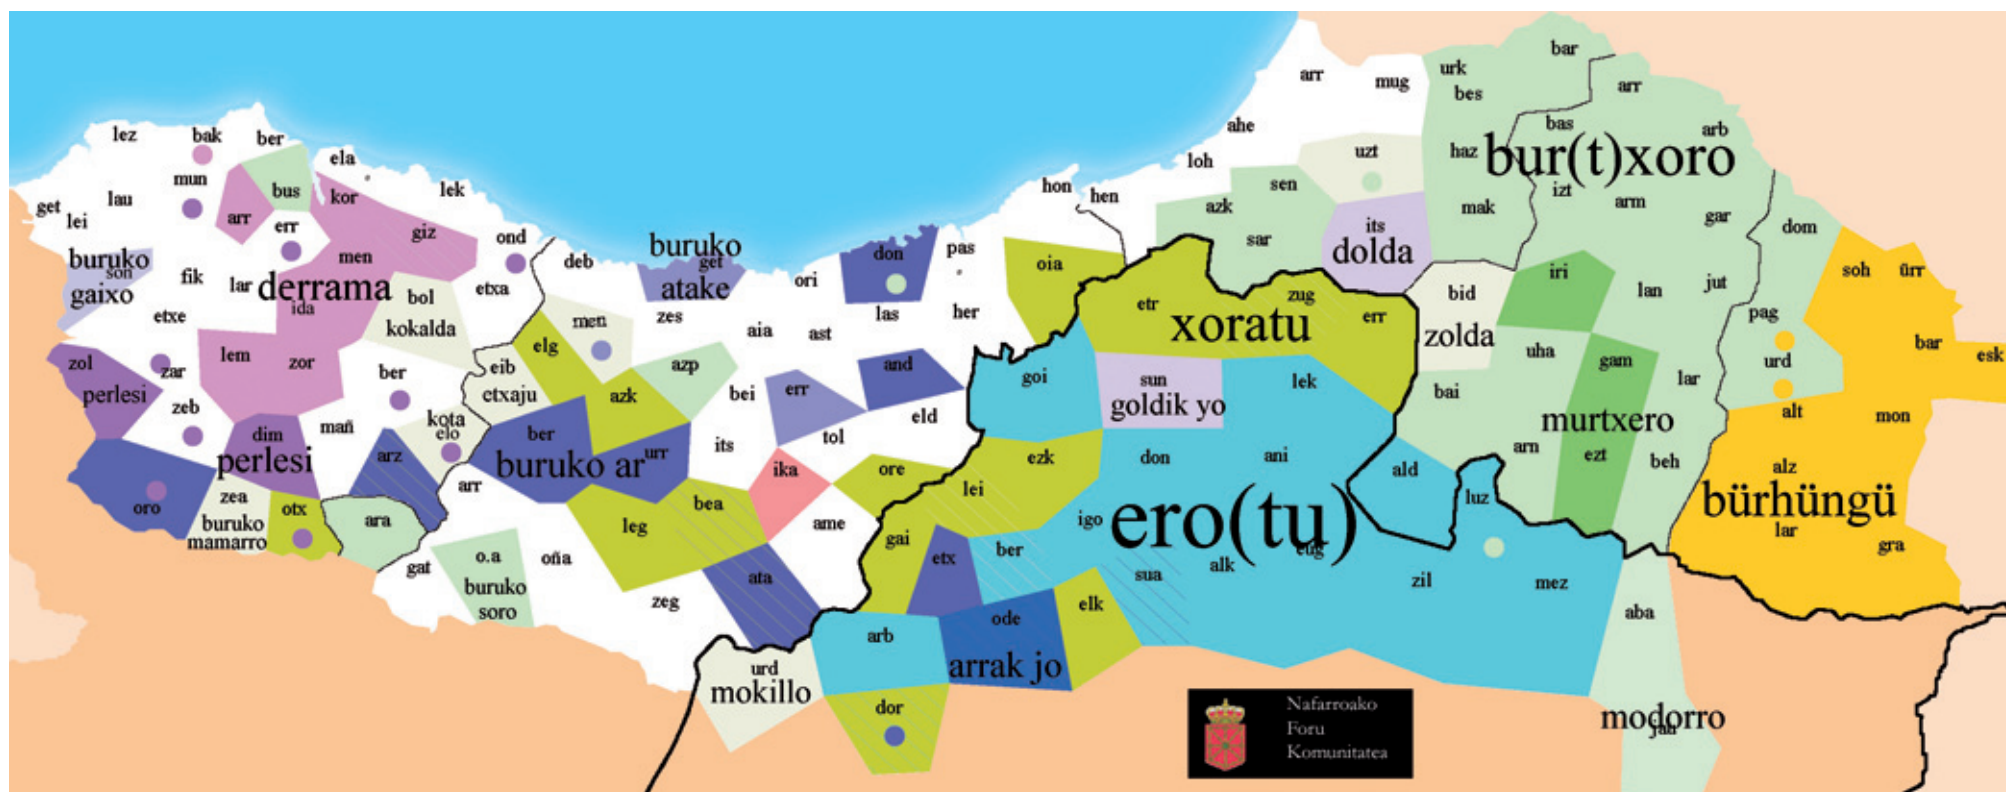 bar
arr
mug
urk
bes
arr
lez
bak
ber
ahe
bas
arb
ela
loh
uzt
haz
bur(t)xoro
mun
bus
kor
lek
hon
hen
sen
izt
get
lei
lau
arr
err
giz
azk
its
mak
arm
gar
dom
buruko
son
gaixo
fik
lar
men
derrama
ida
ond
etxa
deb
buruko
get
atake
ori
don
pas
oia
sar
dolda
iri
lan
jut
soh
ürr
etxe
bol
kokalda
men
zes
aia
ast
las
her
etr
zug
err
xoratu
bid
zolda
pag
urd
bar
esk
zol
perlesi
zar
lem
zor
ber
eib
etxaju
elg
azk
azp
bei
err
and
eld
goi
sun
goldik yo
lek
uha
bai
gam
lar
murtxero
alt
mon
zeb
dim
perlesi
mañ
kota
elo
arz
ber
buruko ar
urr
its
tol
ika
ore
ezk
lei
don
ani
ald
luz
arn
ezt
beh
alz
bürhüngü
lar
gra
oro
zea
buruko
mamarro
otx
ara
arr
leg
bea
ame
gai
etx
ber
igo
ero(tu)
eug
alk
sua
zil
mez
gat
o.a
buruko
soro
oña
zeg
ata
arb
ode
arrak jo
elk
aba
urd
mokillo
dor
modorro
Nafarroako
Foru
Komunitatea